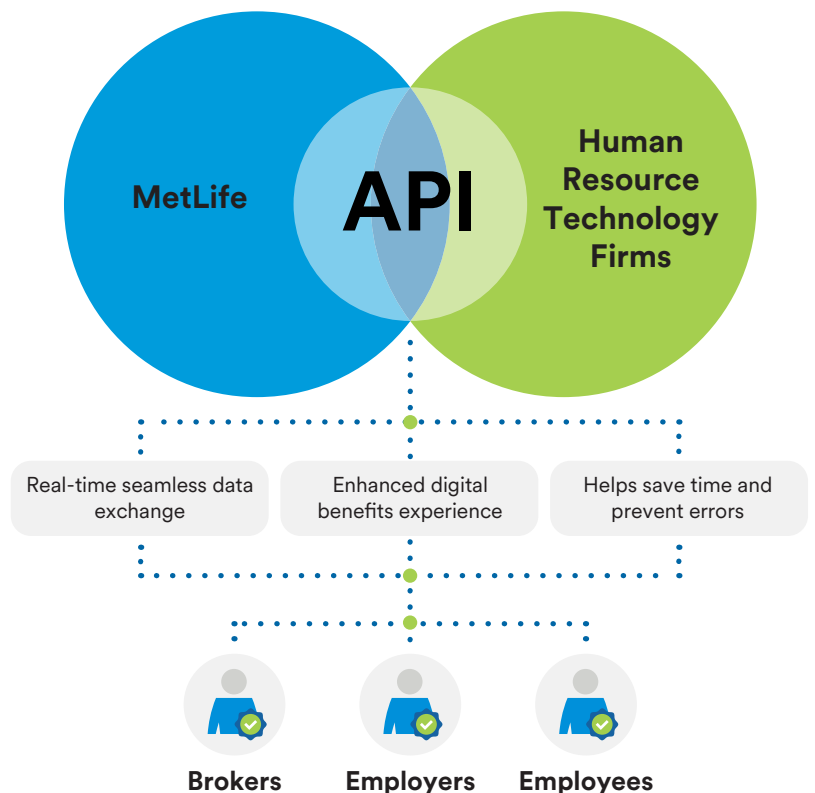 MetLife
API
Human
Resource
Technology
Firms
Real-time seamless data
exchange
Enhanced digital
benefits experience
Helps save time and
prevent errors
Brokers
Employers
Employees